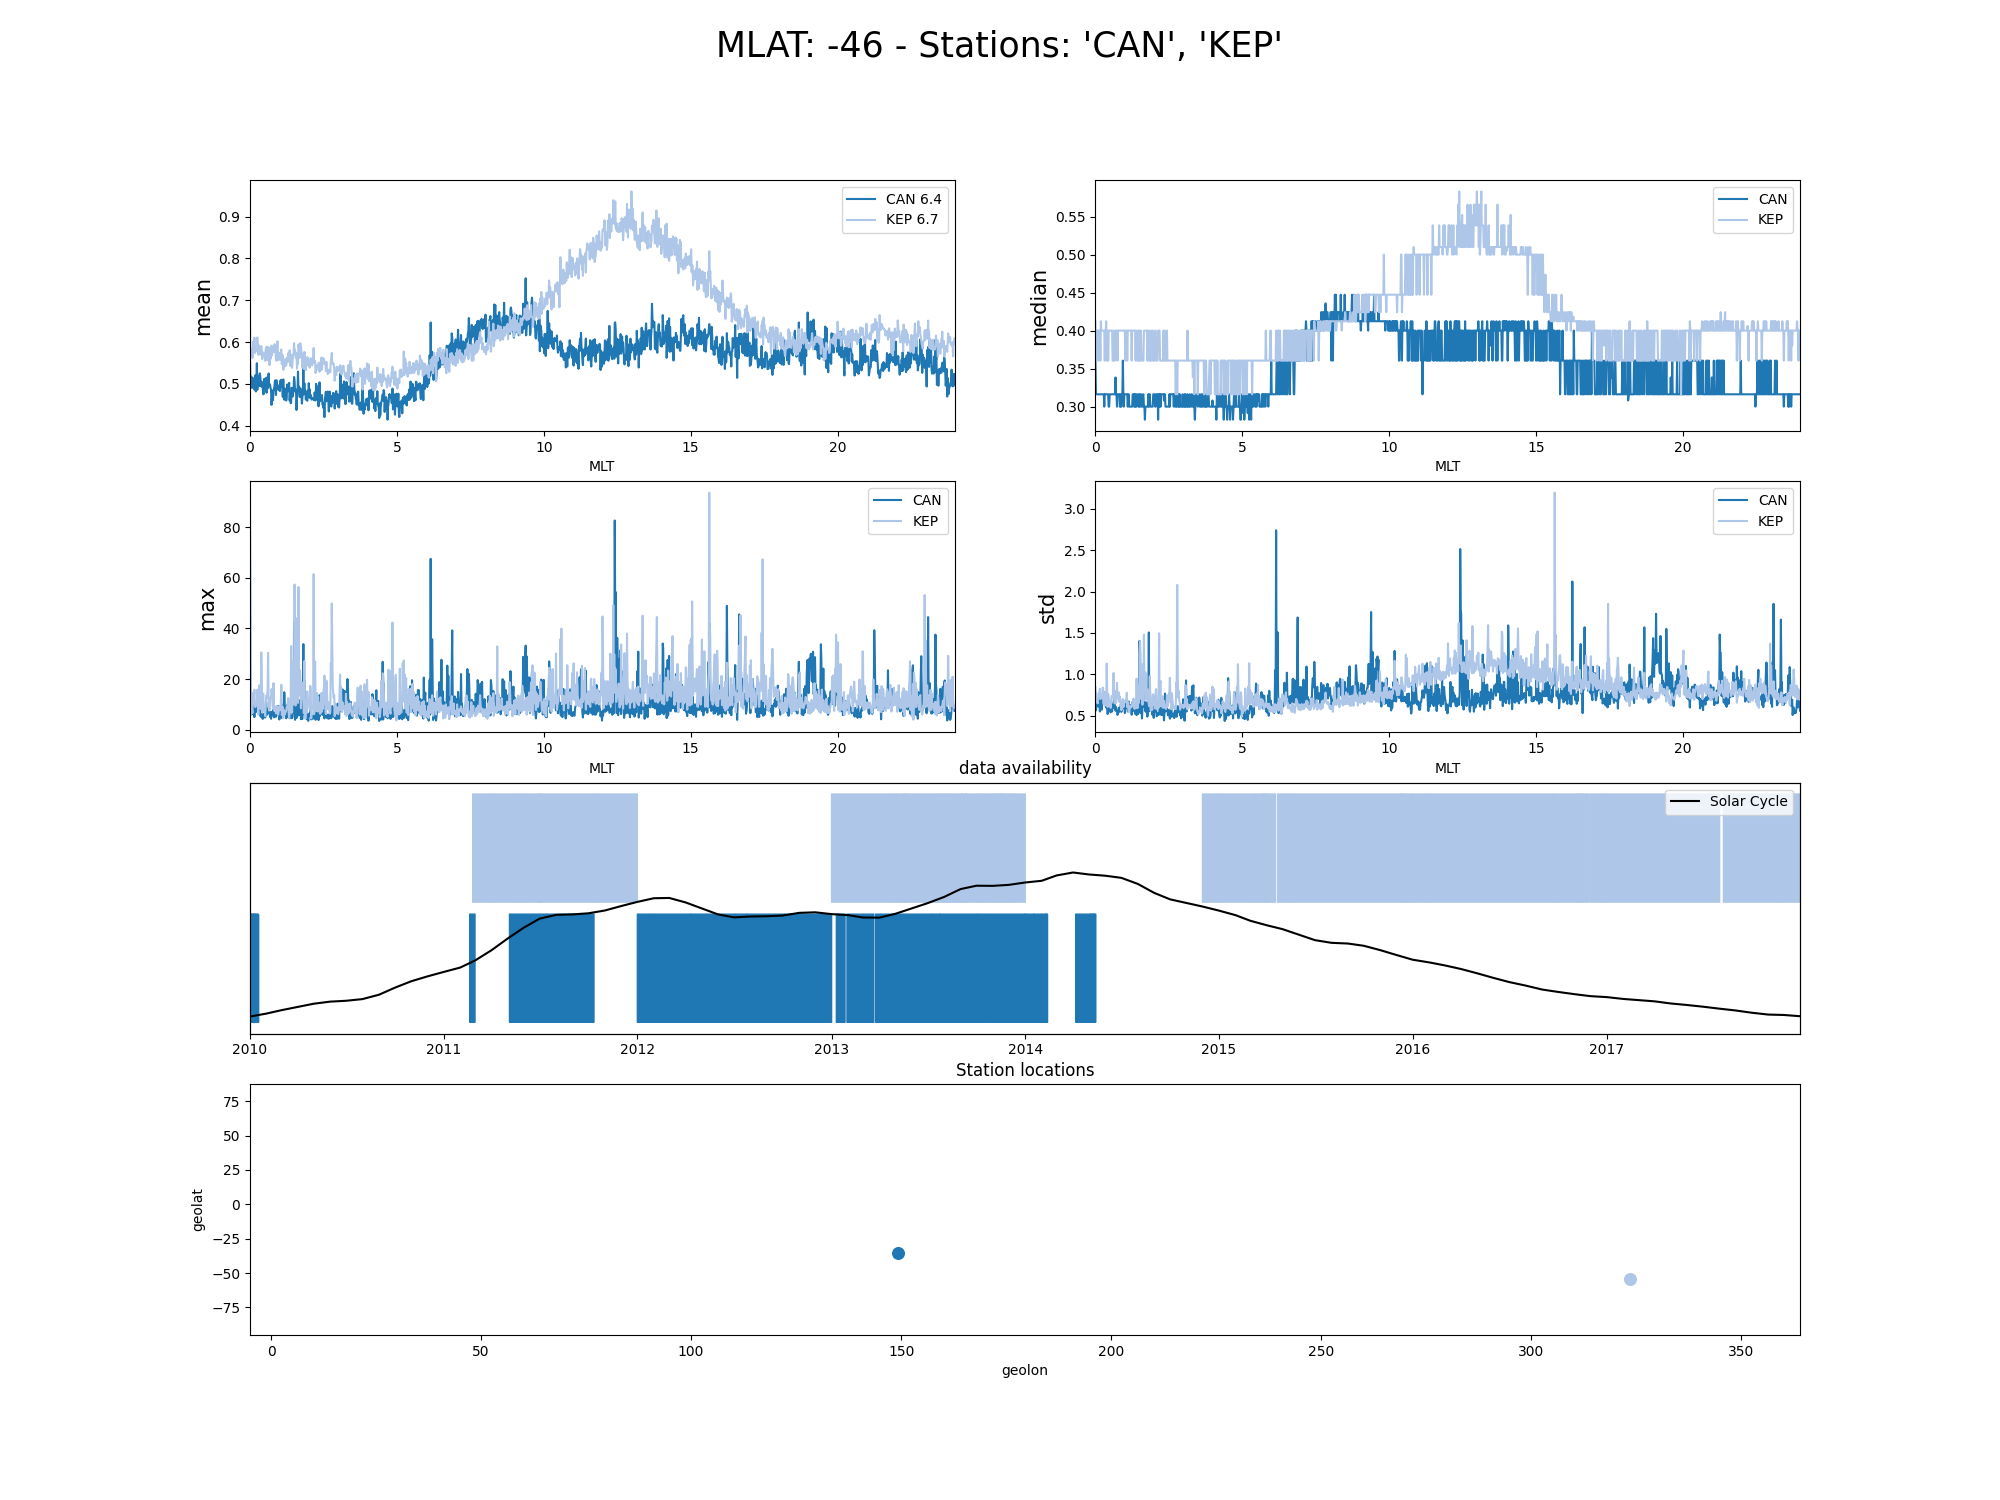 MLAT: -46 - Stations: 'CAN', 'KEP'
mean
0.9
0.8
0.7
0.6
0.5
0.4
0 5 10 15 20
MLT
CAN 6.4
KEP 6.7
median
0.55
0.50
0.45
0.40
0.35
0.30
0 5 10 15 20
MLT
CAN
KEP
max
80
60
40
20
0
0 5 10 15 20
MLT
CAN
KEP
std
3.0
2.5
2.0
1.5
1.0
0.5
0 5 10 15 20
MLT
CAN
KEP
data availability
Solar Cycle
2010 2011 2012 2013 2014 2015 2016 2017
Station locations
geolat
75
50
25
0
−25
−50
−75
0 50 100 150 200 250 300 350
geolon